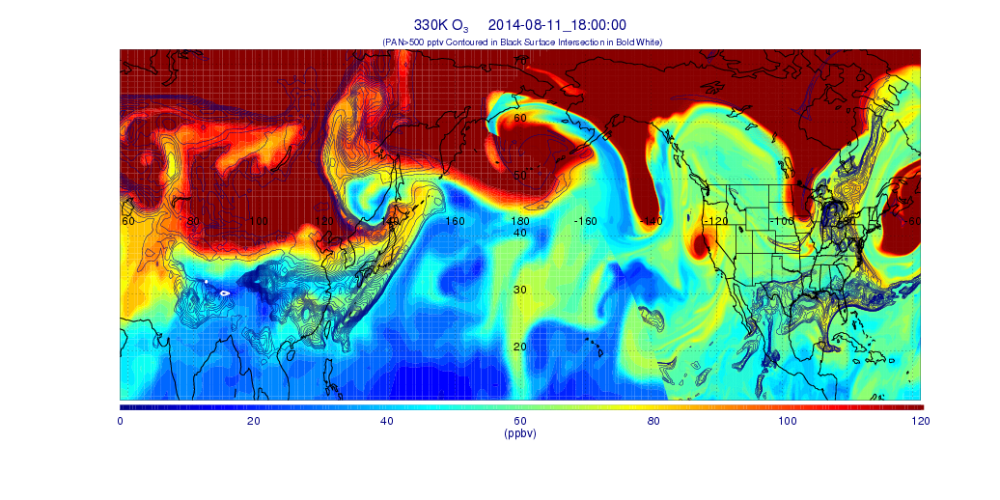 330K O₃ 2014-08-11_18:00:00
(PAN>500 pptv Contoured in Black Surface Intersection in Bold White)
70
60
50
60 80 100 120 140 160 180 -160 -140 -120 -100 -80 -60
40
30
20
0 20 40 60 80 100 120
(ppbv)